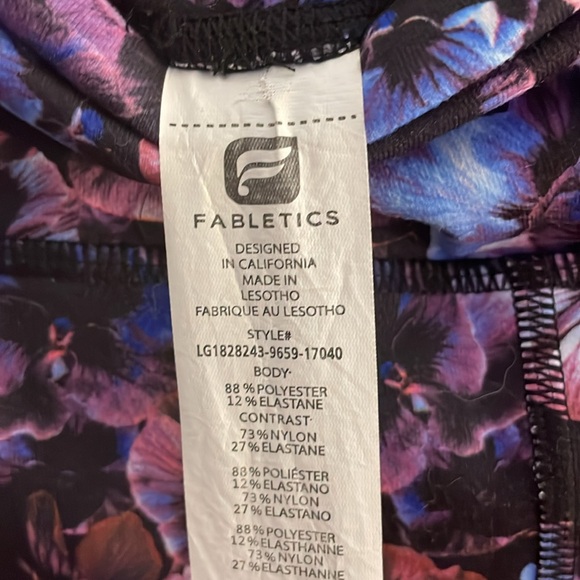 FABLETICS
DESIGNED
IN CALIFORNIA
MADE IN
LESOTHO
FABRIQUE AU LESOTHO
STYLE#
LG1828243-9659-17040
BODY·
88 % POLYESTER
12 % ELASTANE
CONTRAST·
73 % NYLON
27 % ELASTANE
88 % POLIÉSTER
12 % ELASTANO
73 % NYLON
27 % ELASTANO
88 % POLYESTER
12 % ELASTHANNE
73 % NYLON
27 % ELASTHANNE